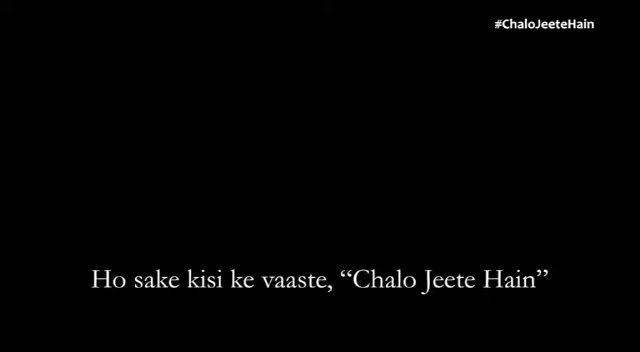 #ChaloJeeteHain
Ho sake kisi ke vaaste, “Chalo Jeete Hain”